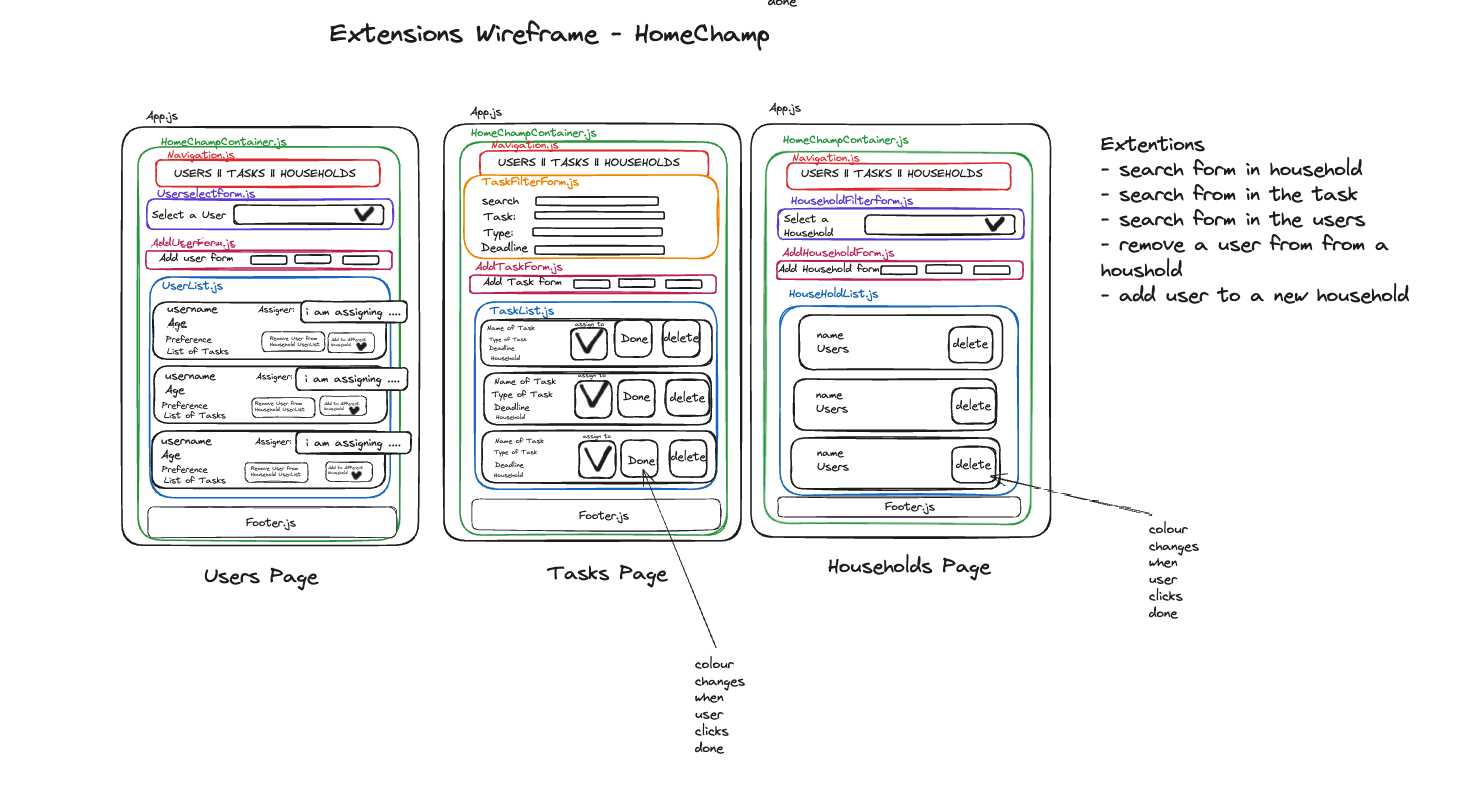 done
Extensions Wireframe - HomeChamp
App.js
HomeChampContainer.js
Navigation.js
USERS || TASKS || HOUSEHOLDS
Userselectform.js
Select a User
AddUserForm.js
Add user form
UserList.js
username
Assigner:
i am assigning ....
Age
Preference
List of Tasks
Remove User from
Household UserList
Add to different
household
username
Assigner:
i am assigning ....
Age
Preference
List of Tasks
Remove User from
Household UserList
Add to different
household
username
Assigner:
i am assigning ....
Age
Preference
List of Tasks
Remove User from
Household UserList
Add to different
household
Footer.js
Users Page
App.js
HomeChampContainer.js
Navigation.js
USERS || TASKS || HOUSEHOLDS
TaskFilterForm.js
search
Task:
Type:
Deadline
AddTaskForm.js
Add Task form
TaskList.js
Name of Task
Type of Task
Deadline
Household
assign to
Done
delete
Name of Task
Type of Task
Deadline
Household
assign to
Done
delete
Name of Task
Type of Task
Deadline
Household
assign to
Done
delete
Footer.js
Tasks Page
colour
changes
when
user
clicks
done
App.js
HomeChampContainer.js
Navigation.js
USERS || TASKS || HOUSEHOLDS
HouseholdFilterform.js
Select a
Household
AddHouseholdForm.js
Add Household form
HouseHoldList.js
name
Users
delete
name
Users
delete
name
Users
delete
Footer.js
Households Page
colour
changes
when
user
clicks
done
Extentions
- search form in household
- search from in the task
- search form in the users
- remove a user from from a
houshold
- add user to a new household